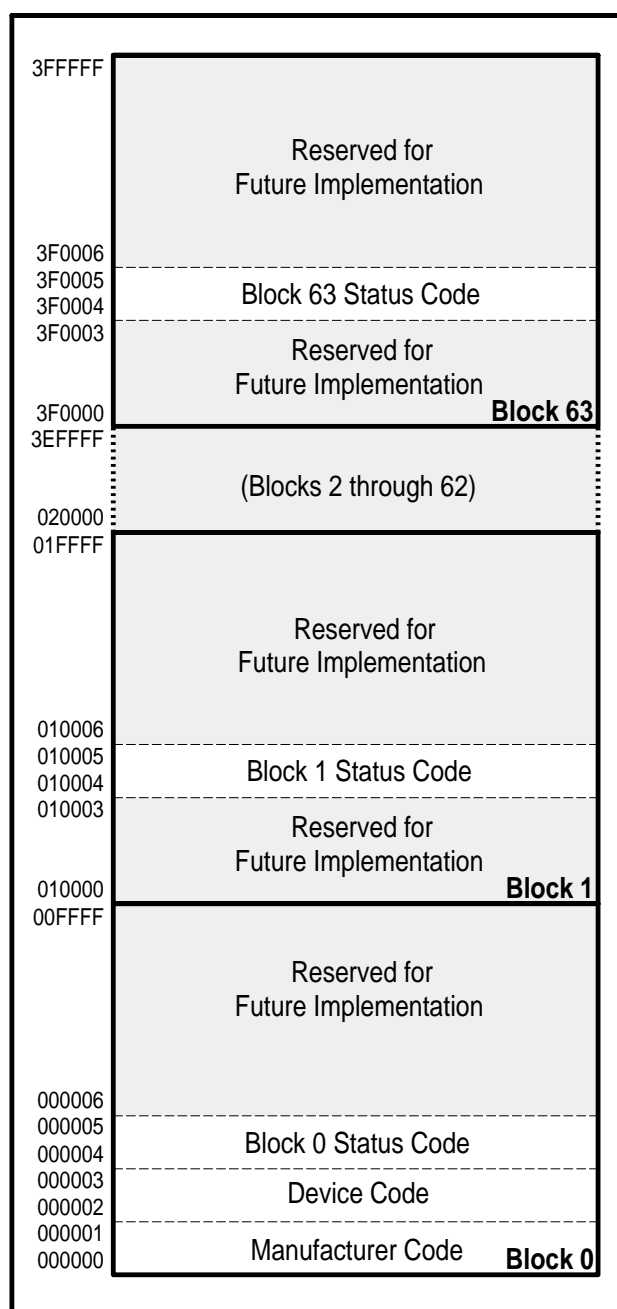 3FFFFF
Reserved for
Future Implementation
3F0006
3F0005
Block 63 Status Code
3F0004
3F0003
Reserved for
Future Implementation
3F0000
Block 63
3EFFFF
(Blocks 2 through 62)
020000
01FFFF
Reserved for
Future Implementation
010006
010005
Block 1 Status Code
010004
010003
Reserved for
Future Implementation
010000
Block 1
00FFFF
Reserved for
Future Implementation
000006
000005
Block 0 Status Code
000004
000003
Device Code
000002
000001
Manufacturer Code
000000
Block 0